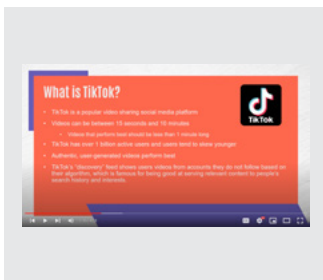 What is TikTok?
TikTok
• TikTok is a popular video sharing social media platform
• Videos can be between 15 seconds and 10 minutes
• Videos that perform best should be less than 1 minute long
• TikTok has over 1 billion active users and users tend to skew younger
• Authentic, user-generated videos perform best
• TikTok's "discovery" feed shows users videos from accounts they do not follow based on
their algorithm, which is famous for being good at serving relevant content to people's
search history and interests.